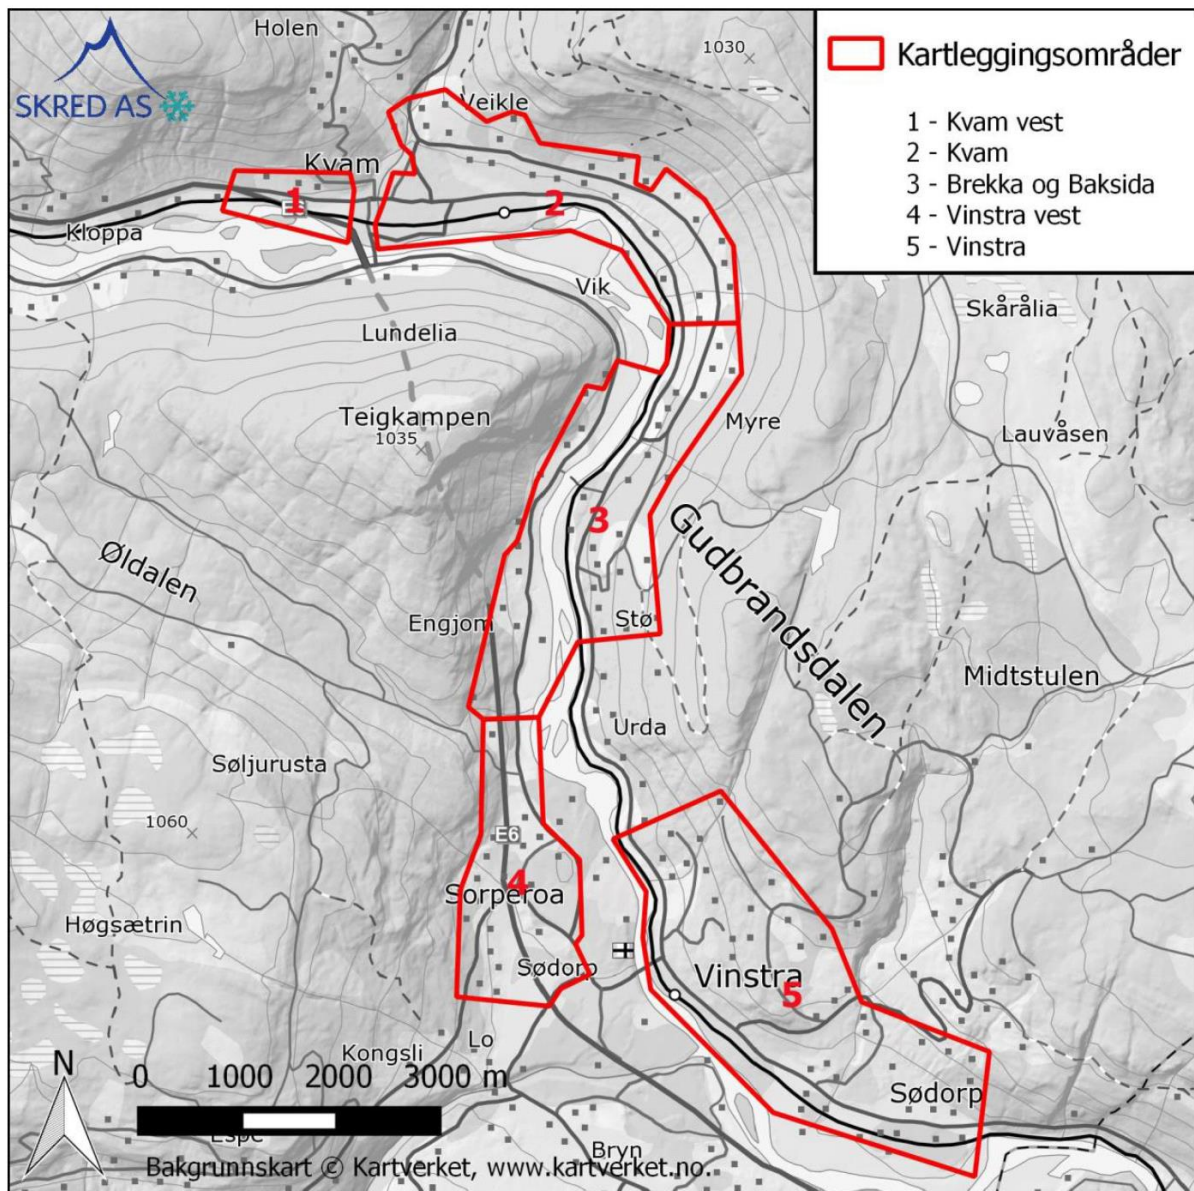 Holen
1030
Kartleggingsområder
SKRED AS
Veikle
1 - Kvam vest
2 - Kvam
3 - Brekka og Baksida
4 - Vinstra vest
5 - Vinstra
Kvam
1
2
Kloppa
Vik
Skårålia
Lundelia
Teigkampen
1035
Myre
Lauvåsen
3
Gudbrandsdalen
Øldalen
Engjom
Stø
Midtstulen
Urda
Søljurusta
1060
E6
4
Sorperoa
Høgsætrin
Sødorp
Vinstra
5
Lo
Kongsli
N
0 1000 2000 3000 m
Sødorp
Espe
Bryn
Bakgrunnskart © Kartverket, www.kartverket.no.